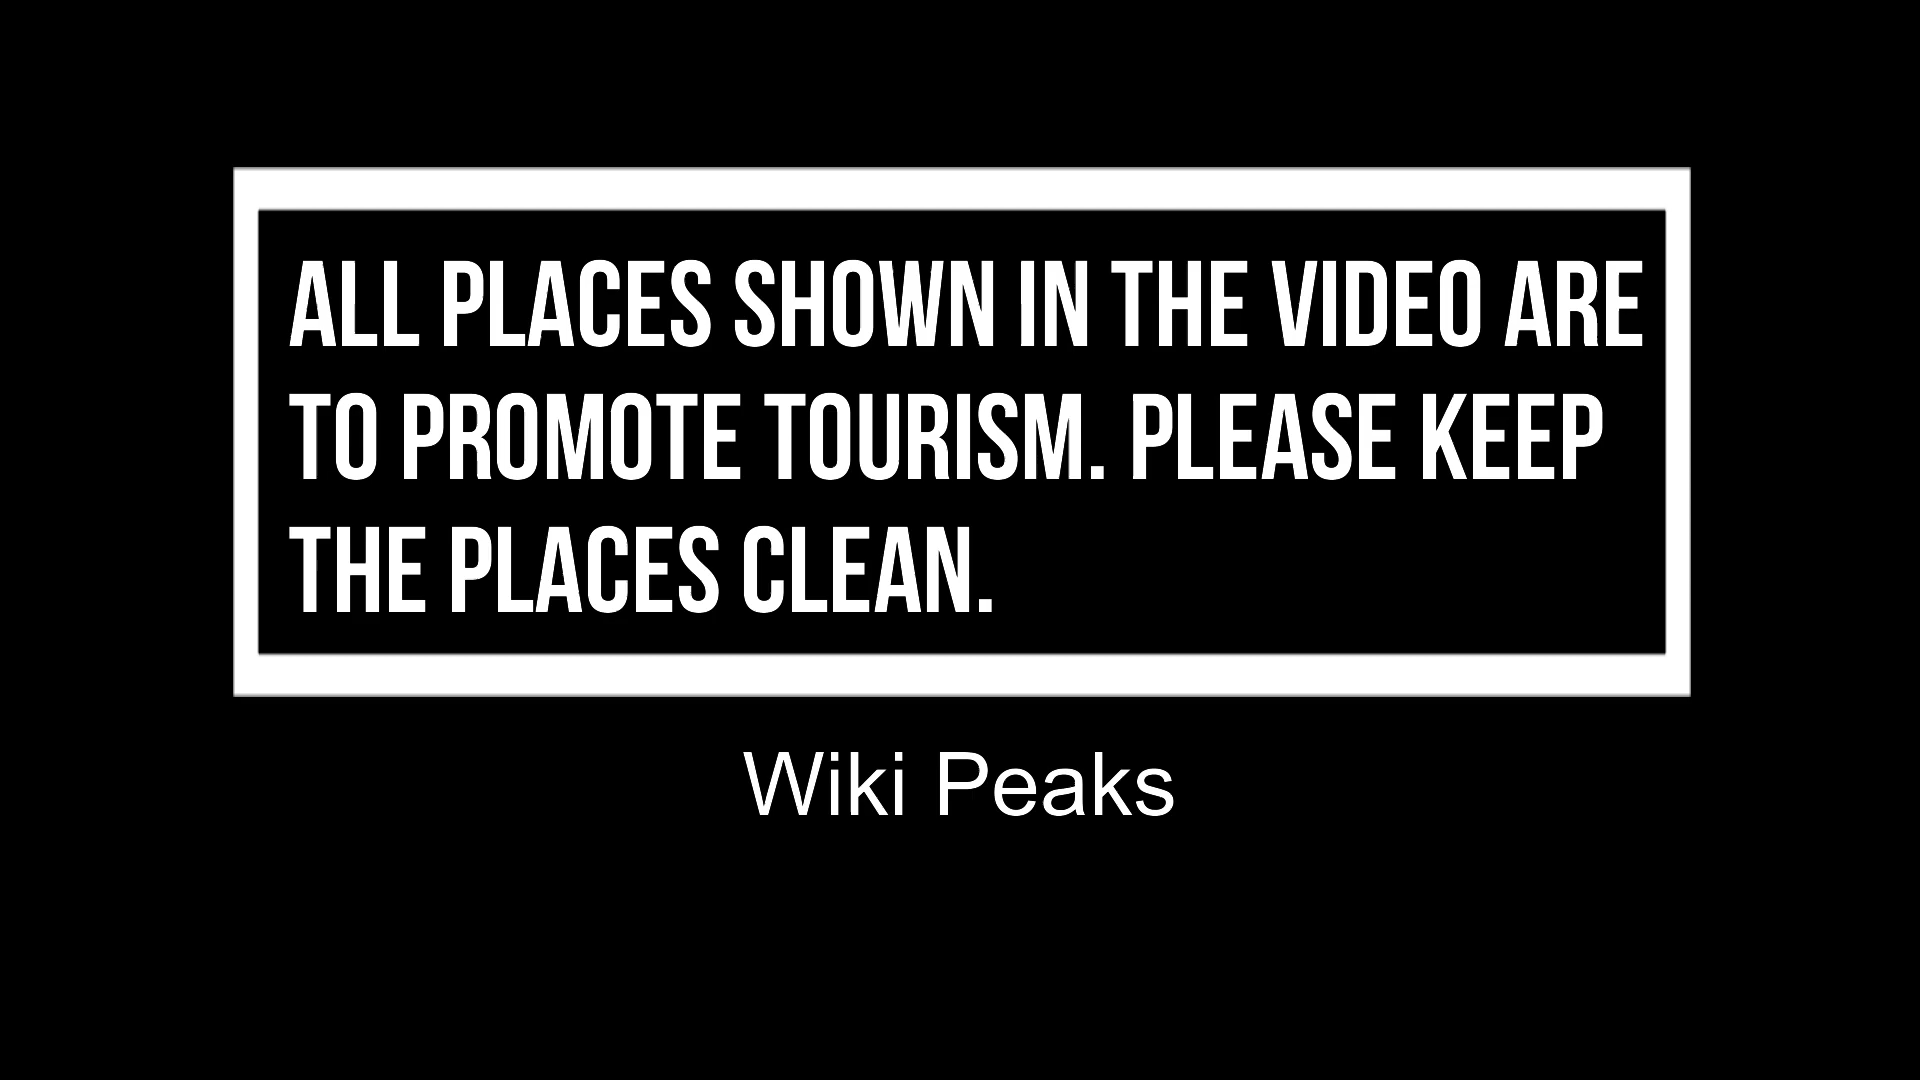 ALL PLACES SHOWN IN THE VIDEO ARE
TO PROMOTE TOURISM. PLEASE KEEP
THE PLACES CLEAN.
Wiki Peaks